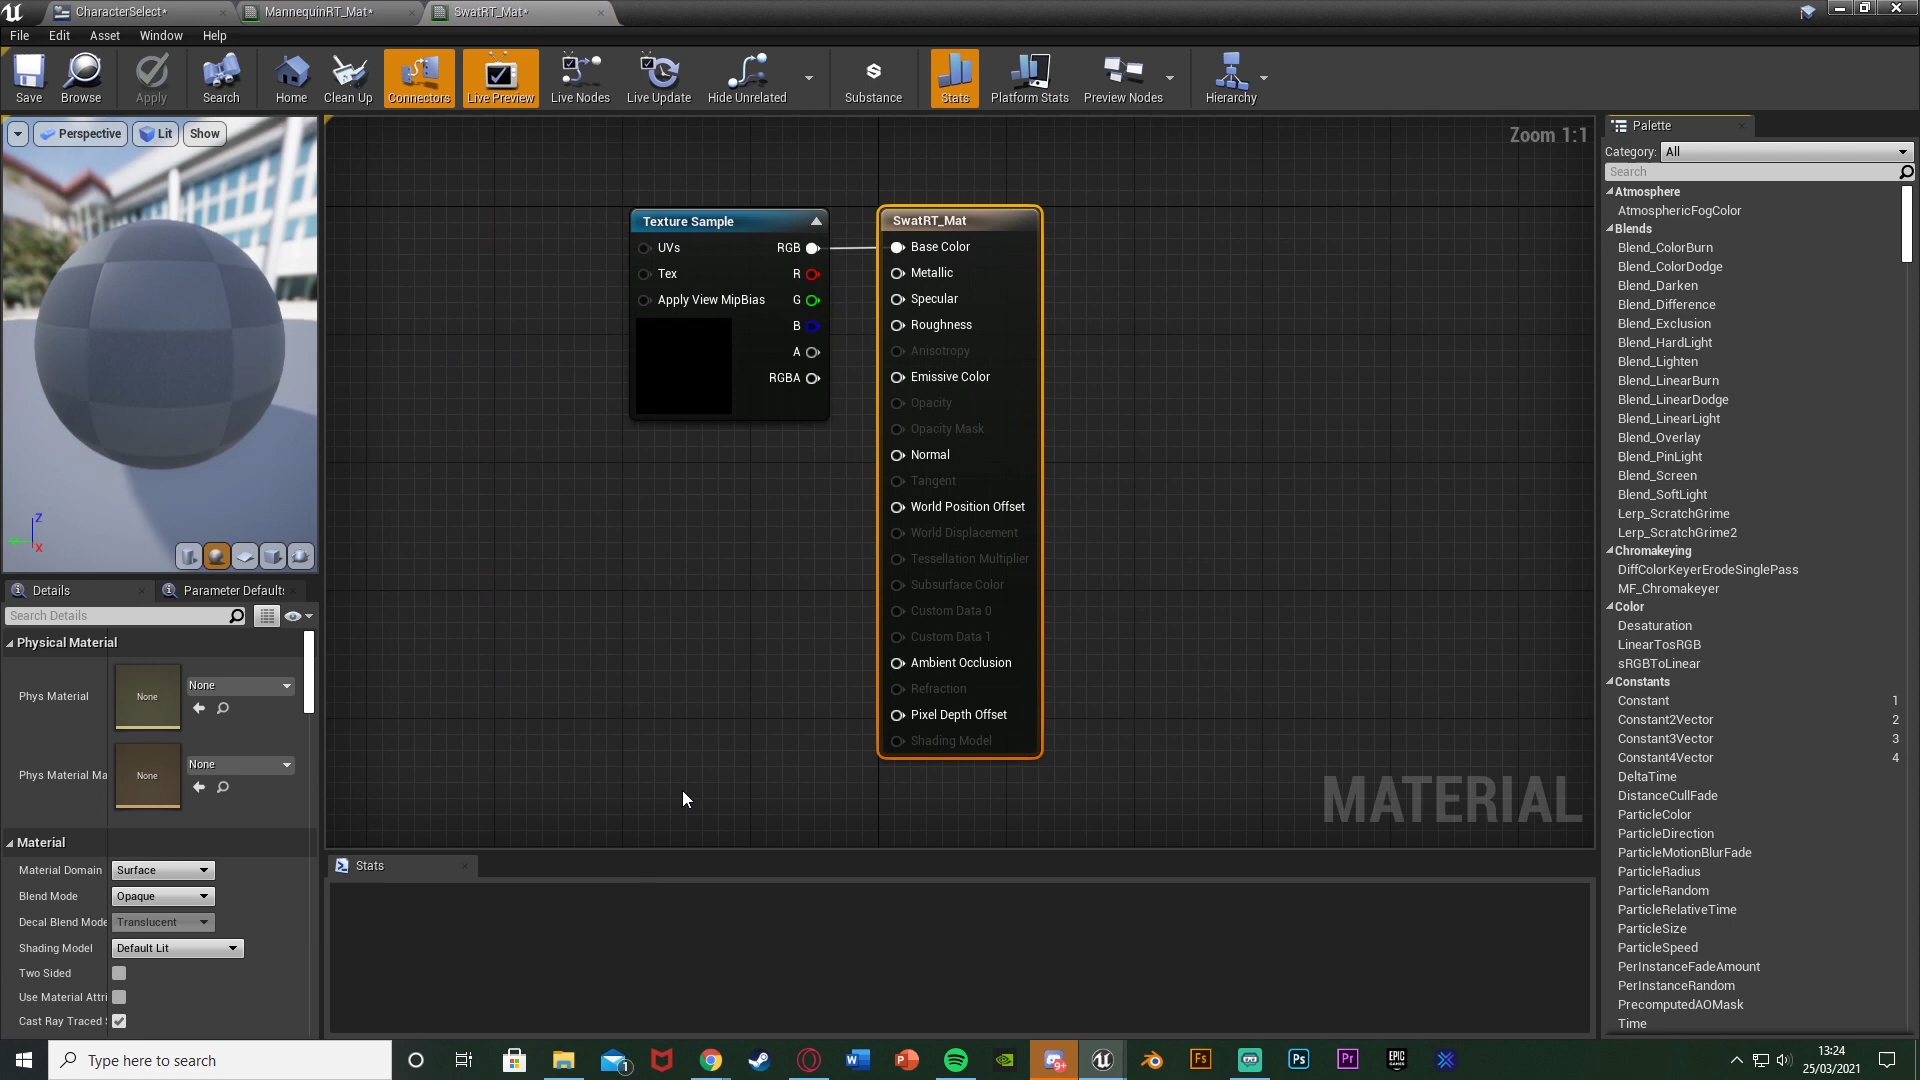 CharacterSelect*
MannequinRT_Mat*
SwatRT_Mat*
File Edit Asset Window Help
Save Browse Apply Search Home Clean Up Connectors Live Preview Live Nodes Live Update Hide Unrelated Substance Stats Platform Stats Preview Nodes Hierarchy
Perspective Lit Show
Z
X
Zoom 1:1
Texture Sample
UVs RGB
Tex R
Apply View MipBias G
B
A
RGBA
SwatRT_Mat
Base Color
Metallic
Specular
Roughness
Anisotropy
Emissive Color
Opacity
Opacity Mask
Normal
Tangent
World Position Offset
World Displacement
Tessellation Multiplier
Subsurface Color
Custom Data 0
Custom Data 1
Ambient Occlusion
Refraction
Pixel Depth Offset
Shading Model
MATERIAL
Stats
Details Parameter Default
Search Details
Physical Material
Phys Material None None
Phys Material Ma None None
Material
Material Domain Surface
Blend Mode Opaque
Decal Blend Mode Translucent
Shading Model Default Lit
Two Sided
Use Material Attri
Cast Ray Traced
Palette
Category: All
Search
Atmosphere
AtmosphericFogColor
Blends
Blend_ColorBurn
Blend_ColorDodge
Blend_Darken
Blend_Difference
Blend_Exclusion
Blend_HardLight
Blend_Lighten
Blend_LinearBurn
Blend_LinearDodge
Blend_LinearLight
Blend_Overlay
Blend_PinLight
Blend_Screen
Blend_SoftLight
Lerp_ScratchGrime
Lerp_ScratchGrime2
Chromakeying
DiffColorKeyerErodeSinglePass
MF_Chromakeyer
Color
Desaturation
LinearTosRGB
sRGBToLinear
Constants
Constant 1
Constant2Vector 2
Constant3Vector 3
Constant4Vector 4
DeltaTime
DistanceCullFade
ParticleColor
ParticleDirection
ParticleMotionBlurFade
ParticleRadius
ParticleRandom
ParticleRelativeTime
ParticleSize
ParticleSpeed
PerInstanceFadeAmount
PerInstanceRandom
PrecomputedAOMask
Time
Type here to search
1
W
P
9+
Fs
Ps
Pr
EPIC
13:24
25/03/2021